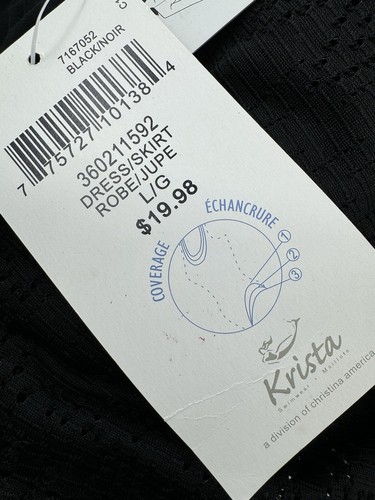 7167052
BLACK/NOIR
7 75727 10138 4
360211592
DRESS/SKIRT
ROBE/JUPE
L/G
$19.98
COVERAGE ÉCHANCRURE
1
2
3
Krista
Swimwear Maillots
a division of christina america